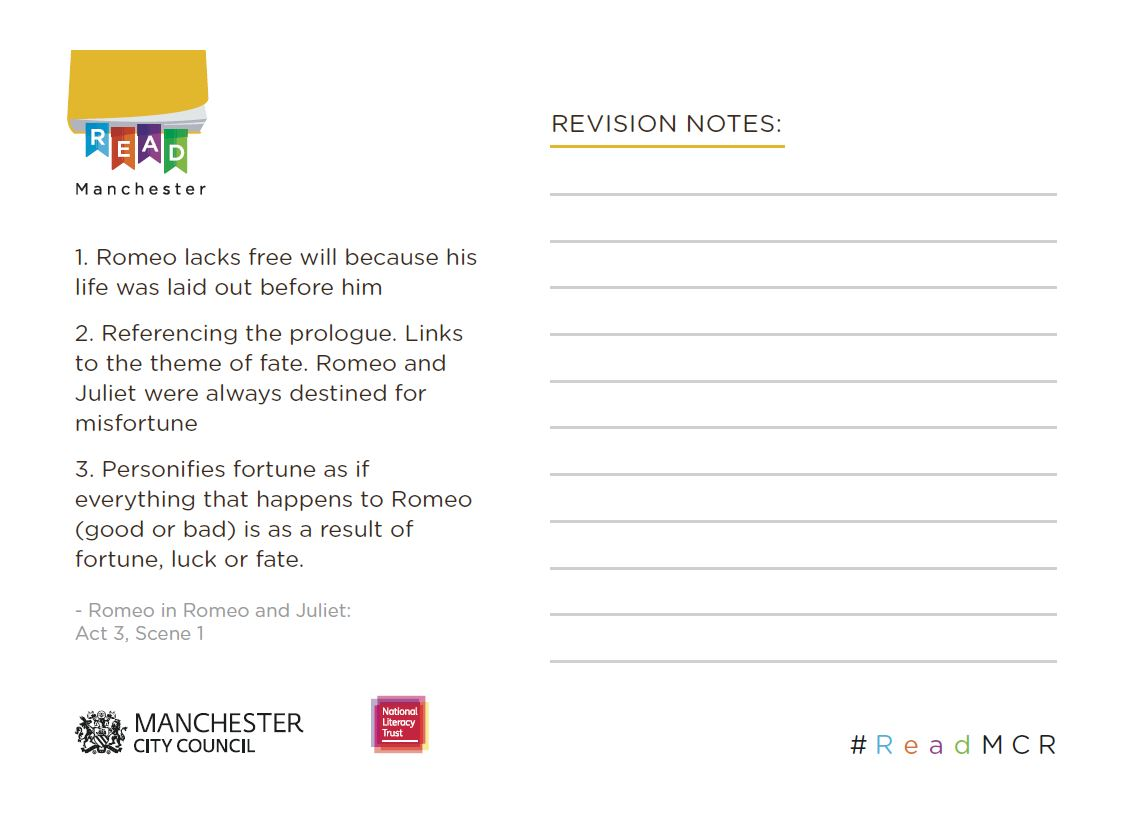 READ
Manchester
1. Romeo lacks free will because his
life was laid out before him
2. Referencing the prologue. Links
to the theme of fate. Romeo and
Juliet were always destined for
misfortune
3. Personifies fortune as if
everything that happens to Romeo
(good or bad) is as a result of
fortune, luck or fate.
- Romeo in Romeo and Juliet:
Act 3, Scene 1
MANCHESTER
CITY COUNCIL
National
Literacy
Trust
REVISION NOTES:
#ReadMCR